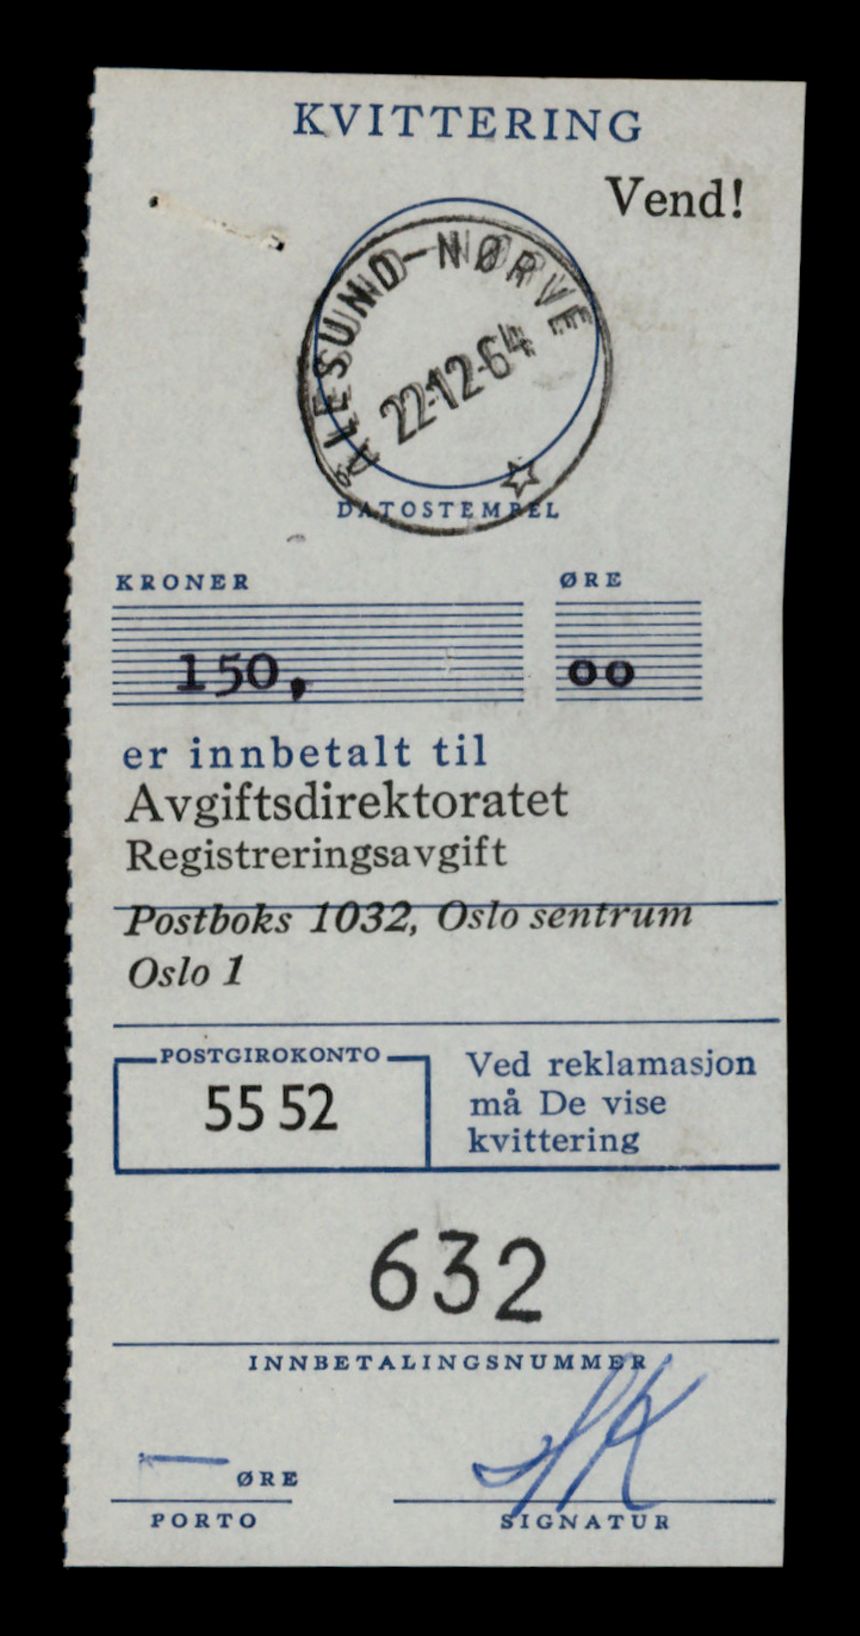 KVITTERING
Vend!
ÅLESUND-NØRVE
22-12-64
DATOSTEMPEL
KRONER ØRE
150, 00
er innbetalt til
Avgiftsdirektoratet
Registreringsavgift
Postboks 1032, Oslo sentrum
Oslo 1
POSTGIROKONTO
55 52
Ved reklamasjon
må De vise
kvittering
632
INNBETALINGSNUMMER
— ØRE
PORTO
SIGNATUR